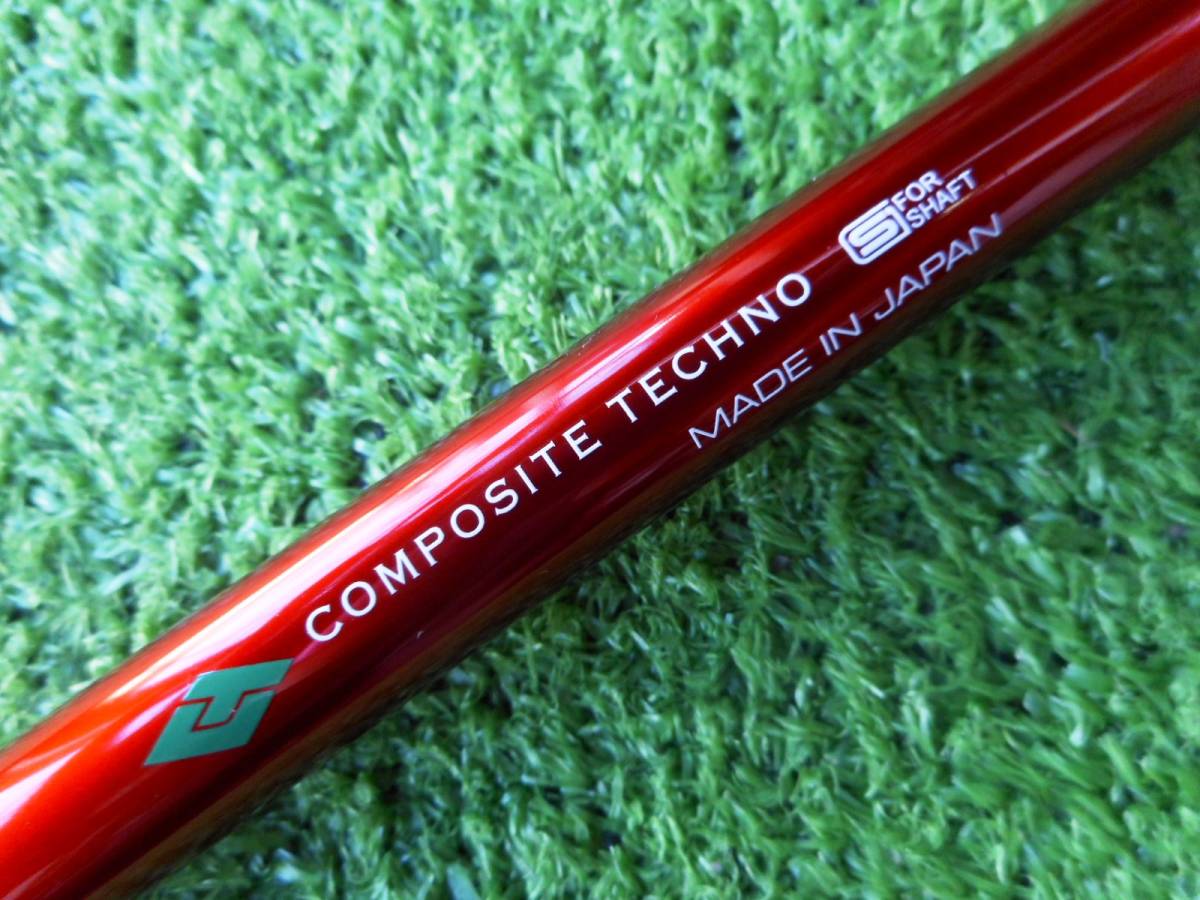 COMPOSITE TECHNO
S FOR
SHAFT
MADE IN JAPAN